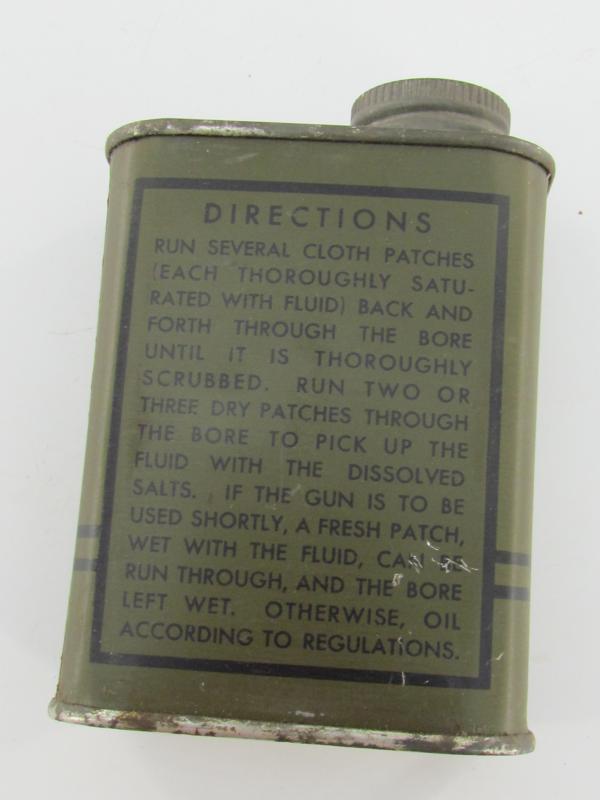 DIRECTIONS
RUN SEVERAL CLOTH PATCHES
(EACH THOROUGHLY SATU-
RATED WITH FLUID) BACK AND
FORTH THROUGH THE BORE
UNTIL IT IS THOROUGHLY
SCRUBBED. RUN TWO OR
THREE DRY PATCHES THROUGH
THE BORE TO PICK UP THE
FLUID WITH THE DISSOLVED
SALTS. IF THE GUN IS TO BE
USED SHORTLY, A FRESH PATCH,
WET WITH THE FLUID, CAN BE
RUN THROUGH, AND THE BORE
LEFT WET. OTHERWISE, OIL
ACCORDING TO REGULATIONS.